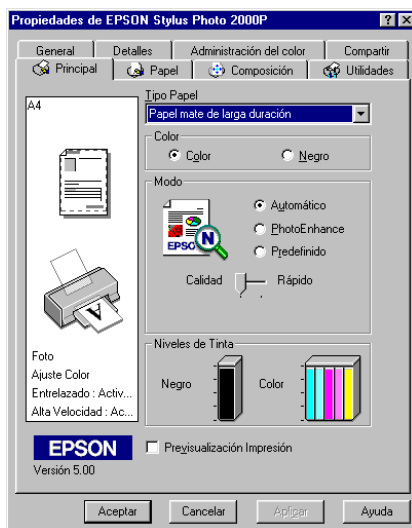 Propiedades de EPSON Stylus Photo 2000P
General Detalles Administración del color Compartir
Principal Papel Composición Utilidades
A4
Tipo Papel
Papel mate de larga duración
Color
Color Negro
Modo
EPSON
N
Automático
PhotoEnhance
Predefinido
Calidad Rápido
A
Foto
Ajuste Color
Entrelazado : Activ...
Alta Velocidad : Ac...
Niveles de Tinta
Negro Color
EPSON
Versión 5.00
Previsualización Impresión
Aceptar Cancelar Aplicar Ayuda